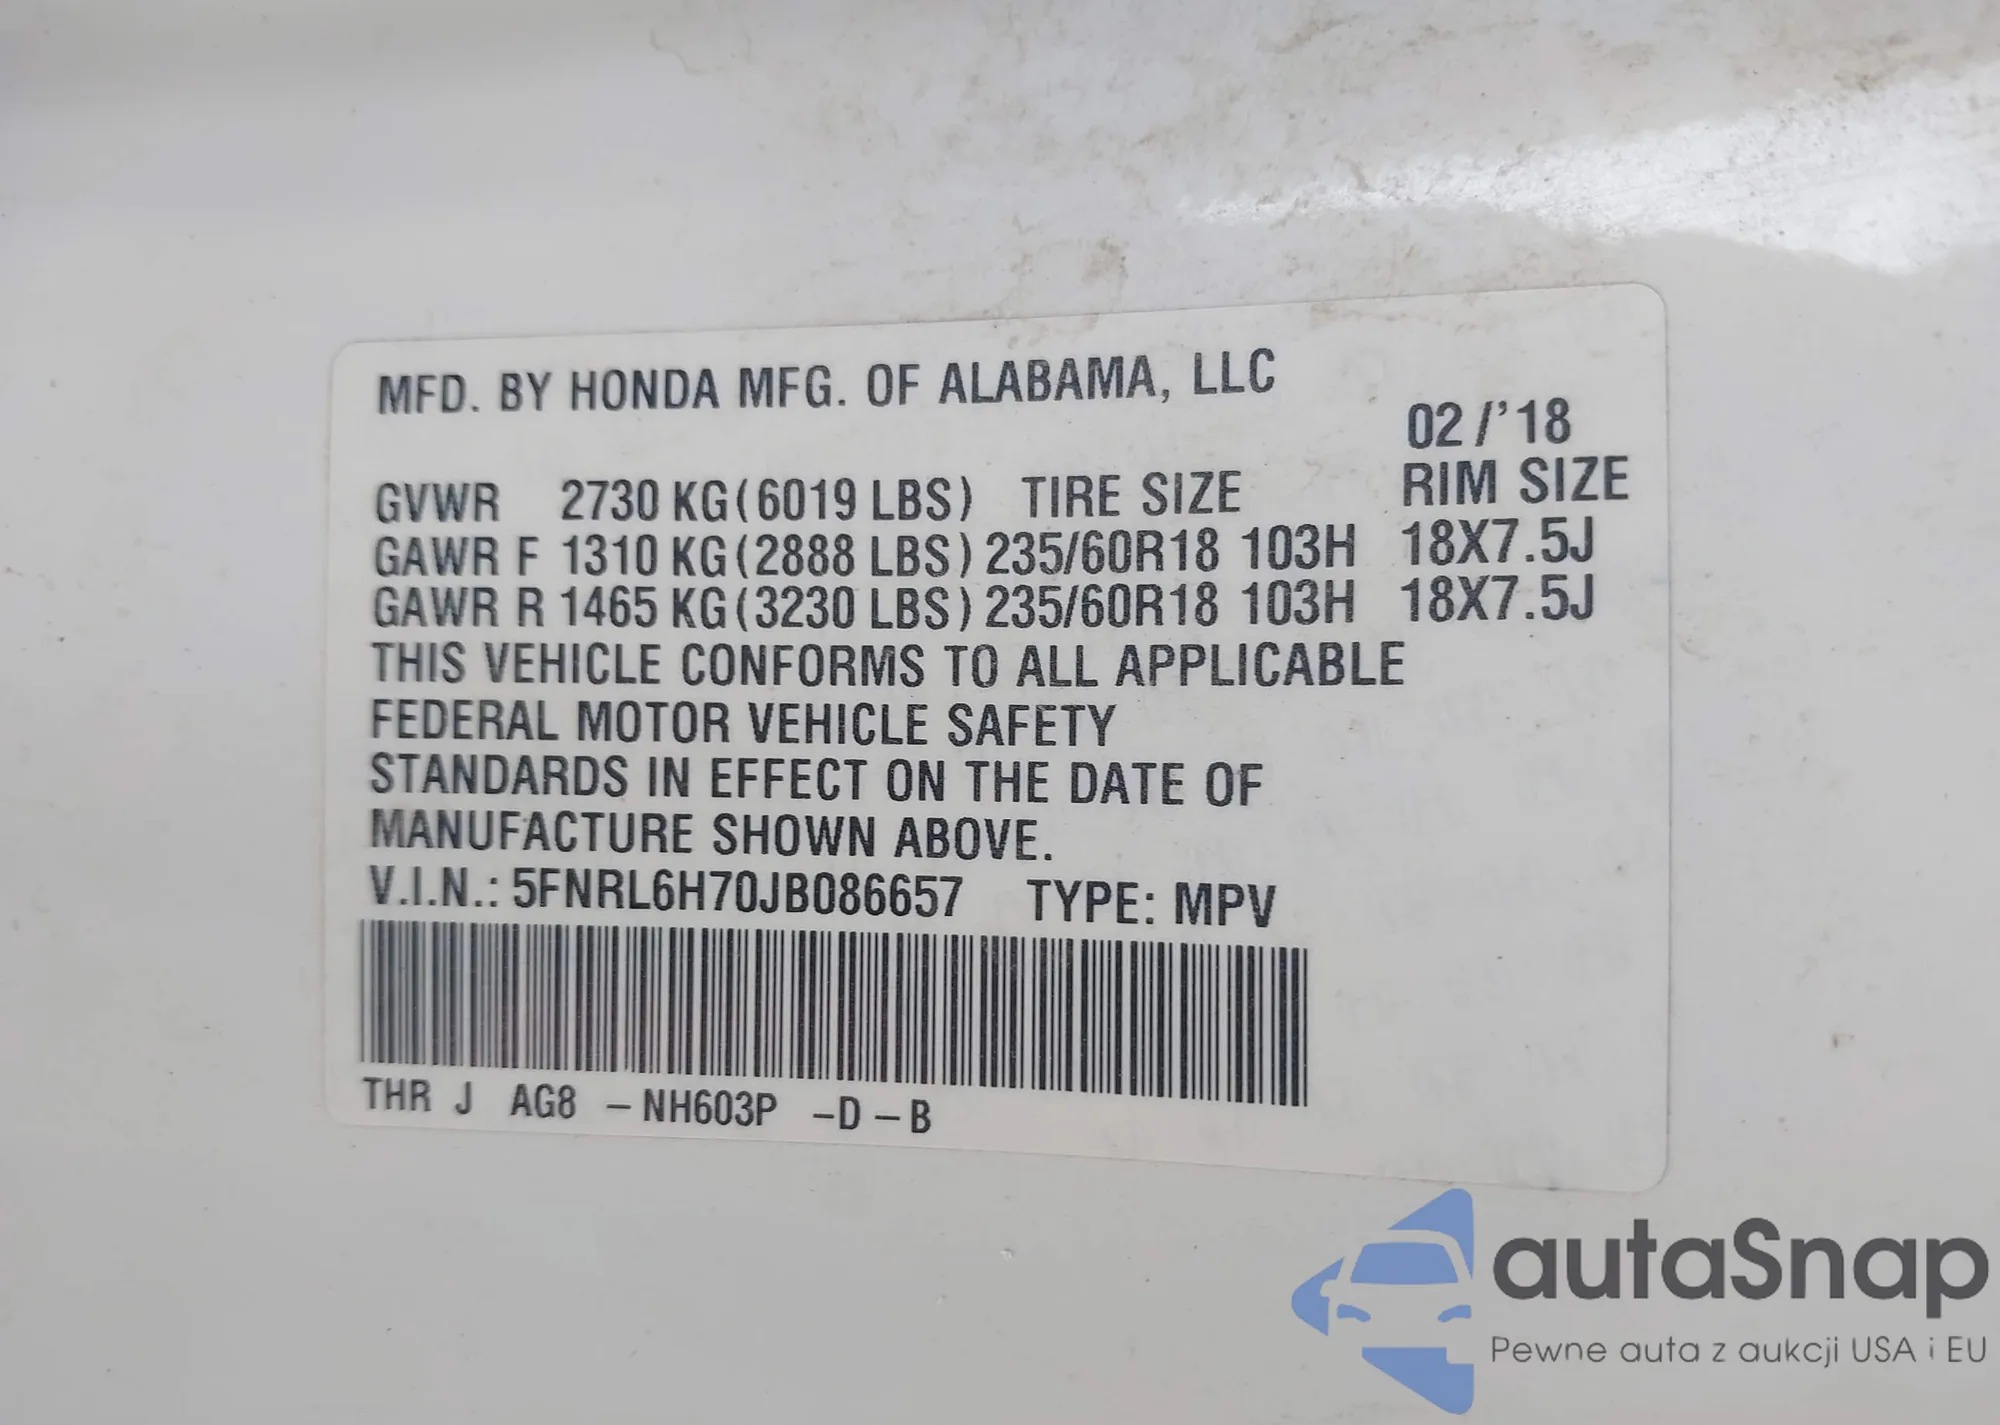 MFD. BY HONDA MFG. OF ALABAMA, LLC
02 /'18
GVWR 2730 KG (6019 LBS) TIRE SIZE RIM SIZE
GAWR F 1310 KG (2888 LBS) 235/60R18 103H 18X7.5J
GAWR R 1465 KG (3230 LBS) 235/60R18 103H 18X7.5J
THIS VEHICLE CONFORMS TO ALL APPLICABLE
FEDERAL MOTOR VEHICLE SAFETY
STANDARDS IN EFFECT ON THE DATE OF
MANUFACTURE SHOWN ABOVE.
V.I.N.: 5FNRL6H70JB086657 TYPE: MPV
THR J AG8 – NH603P – D – B
autaSnap
Pewne auta z aukcji USA i EU